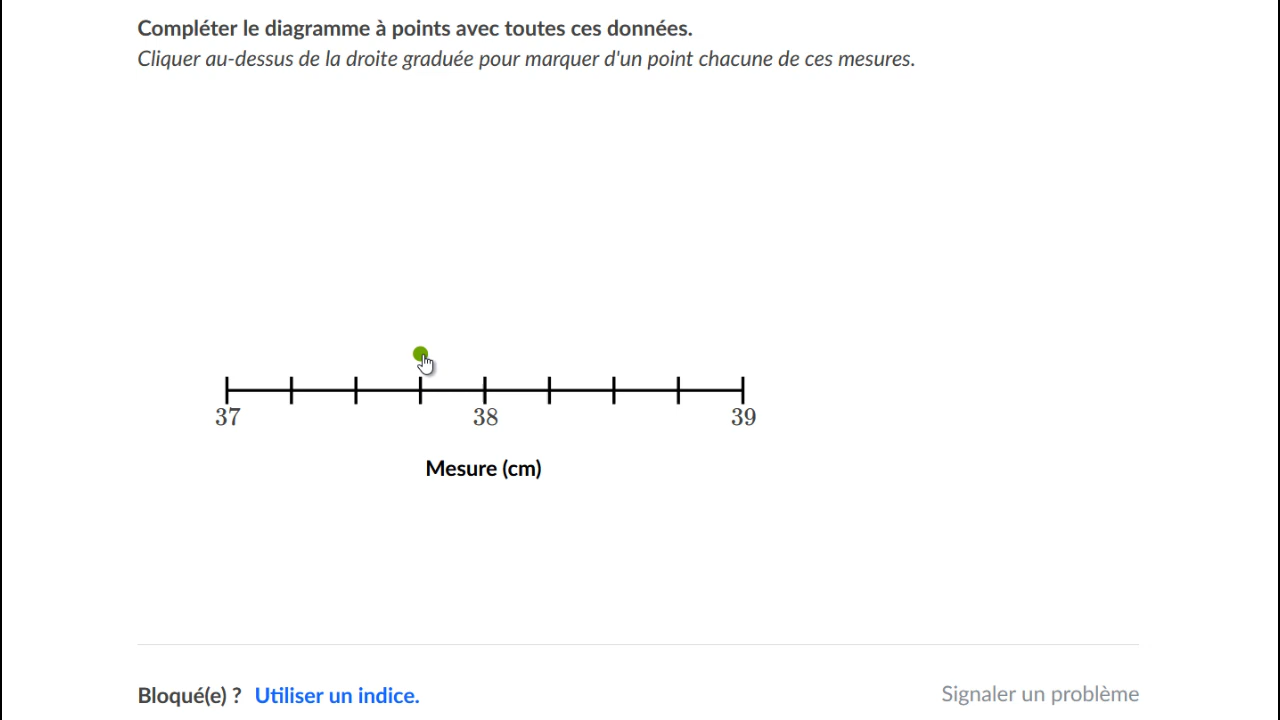 Compléter le diagramme à points avec toutes ces données.
Cliquer au-dessus de la droite graduée pour marquer d'un point chacune de ces mesures.
37 38 39
Mesure (cm)
Bloqué(e) ? Utiliser un indice. Signaler un problème